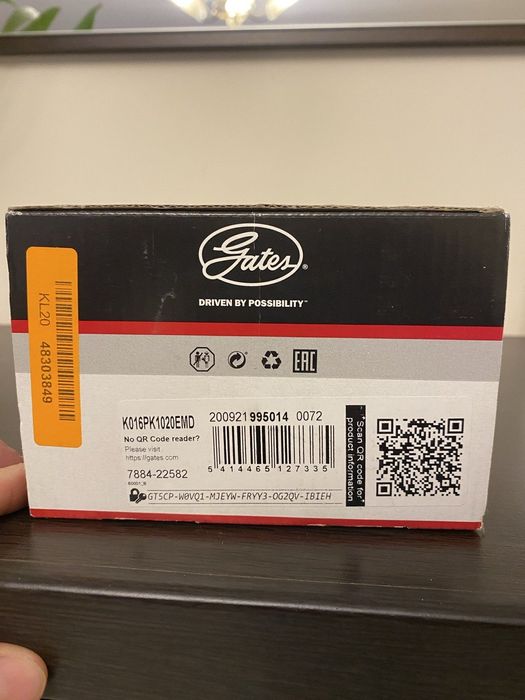 Gates®
DRIVEN BY POSSIBILITY™
KL20 48303849
EAC
K016PK1020EMD
No QR Code reader?
Please visit
https://gates.com
7884-22582
200921995014 0072
5 414465 127335
"Scan QR code for
product information"
GT5CP-W0VQ1-MJEYW-FRYY3-OG2QV-IBIEH